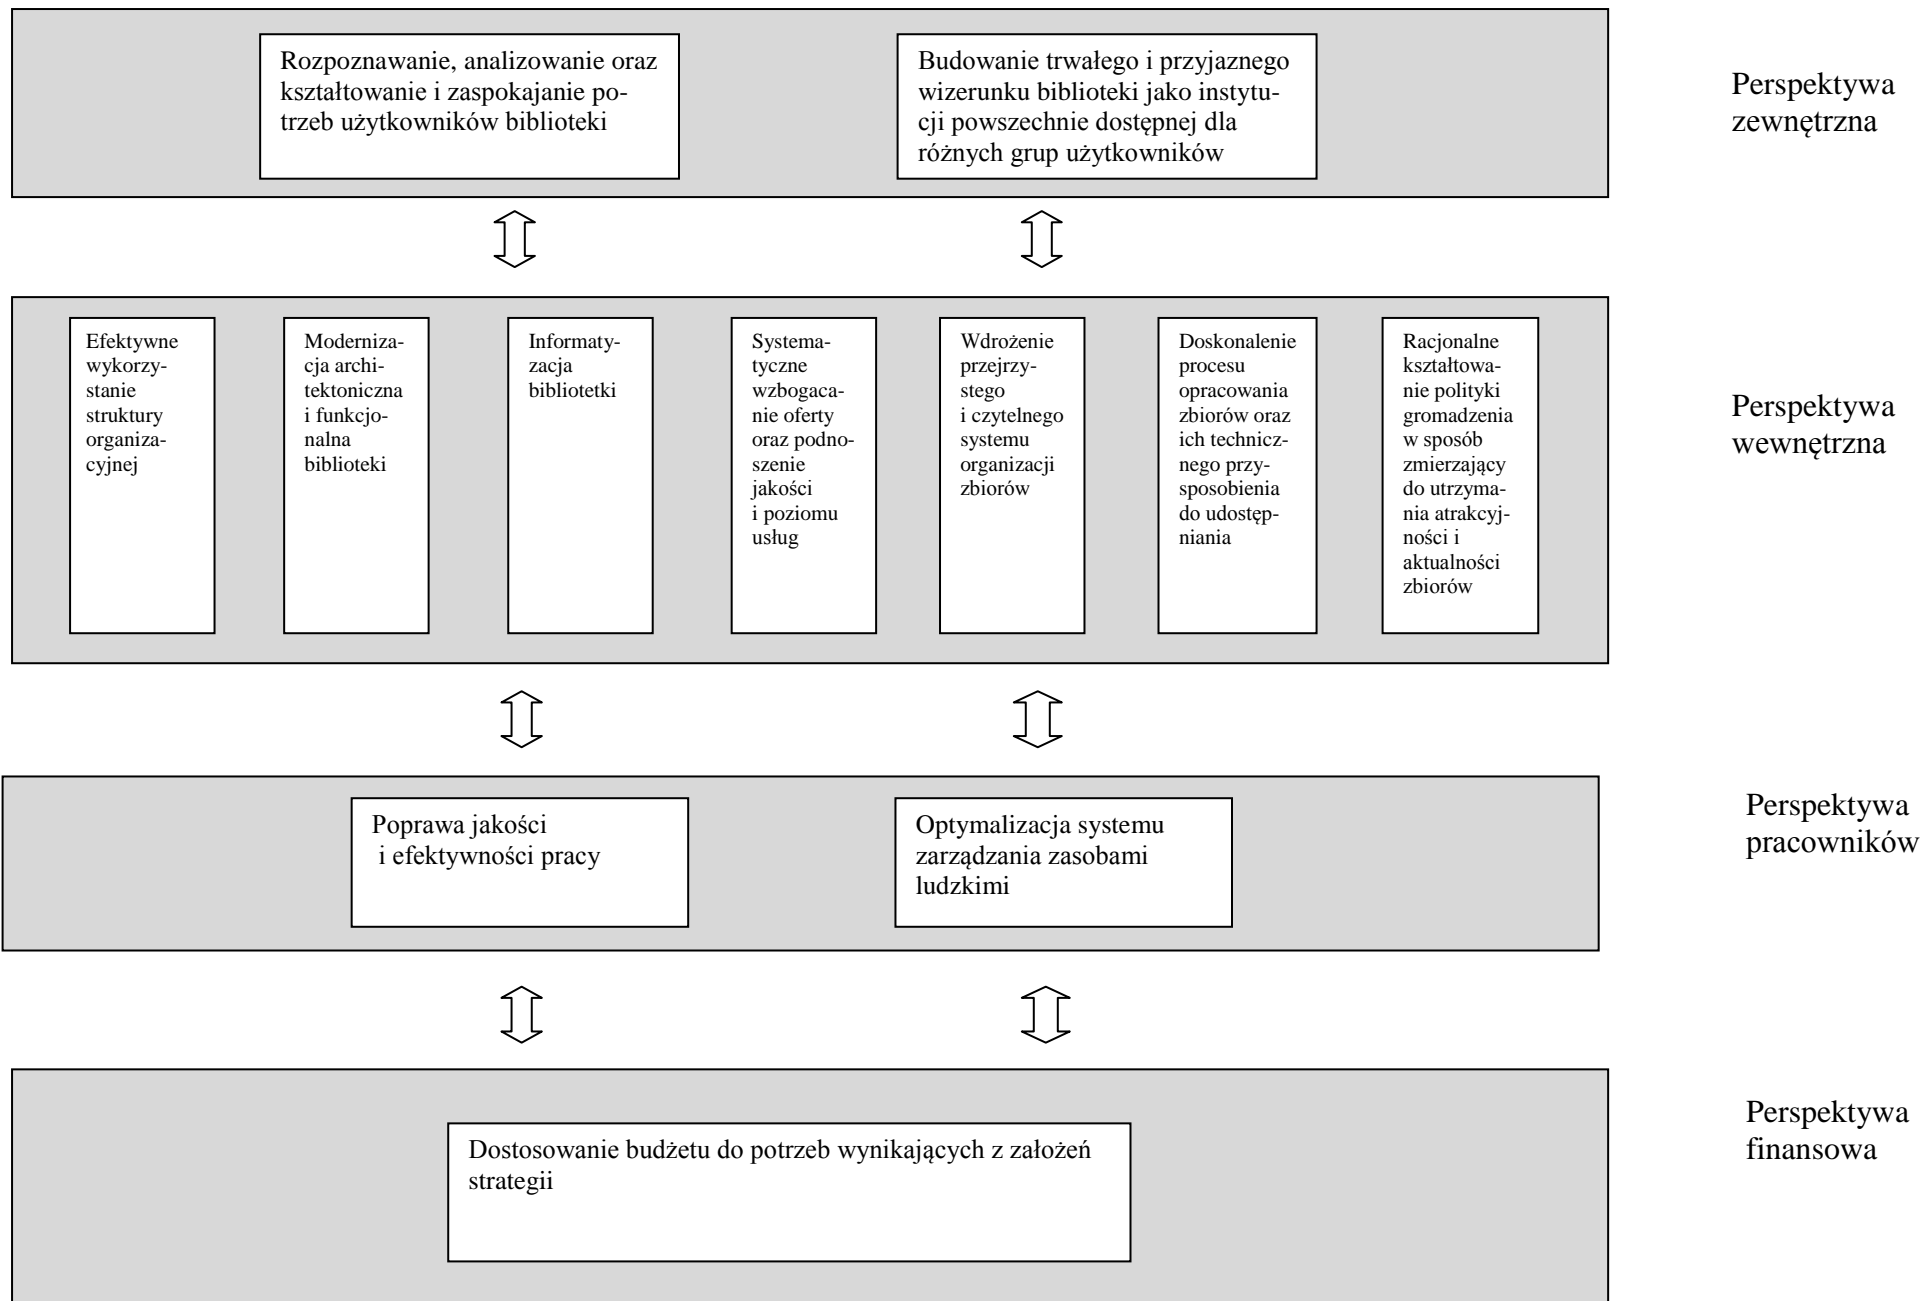 Rozpoznawanie, analizowanie oraz
kształtowanie i zaspokajanie po-
trzeb użytkowników biblioteki
Budowanie trwałego i przyjaznego
wizerunku biblioteki jako instytu-
cji powszechnie dostępnej dla
różnych grup użytkowników
Perspektywa
zewnętrzna
Efektywne
wykorzy-
stanie
struktury
organiza-
cyjnej
Moderniza-
cja archi-
tektoniczna
i funkcjo-
nalna
biblioteki
Informaty-
zacja
bibliotetki
Systema-
tyczne
wzbogaca-
nie oferty
oraz podno-
szenie
jakości
i poziomu
usług
Wdrożenie
przejrzy-
stego
i czytelnego
systemu
organizacji
zbiorów
Doskonalenie
procesu
opracowania
zbiorów oraz
ich technicz-
nego przy-
sposobienia
do udostęp-
niania
Racjonalne
kształtowa-
nie polityki
gromadzenia
w sposób
zmierzający
do utrzyma-
nia atrakcyj-
ności i
aktualności
zbiorów
Perspektywa
wewnętrzna
Poprawa jakości
i efektywności pracy
Optymalizacja systemu
zarządzania zasobami
ludzkimi
Perspektywa
pracowników
Dostosowanie budżetu do potrzeb wynikających z założeń
strategii
Perspektywa
finansowa